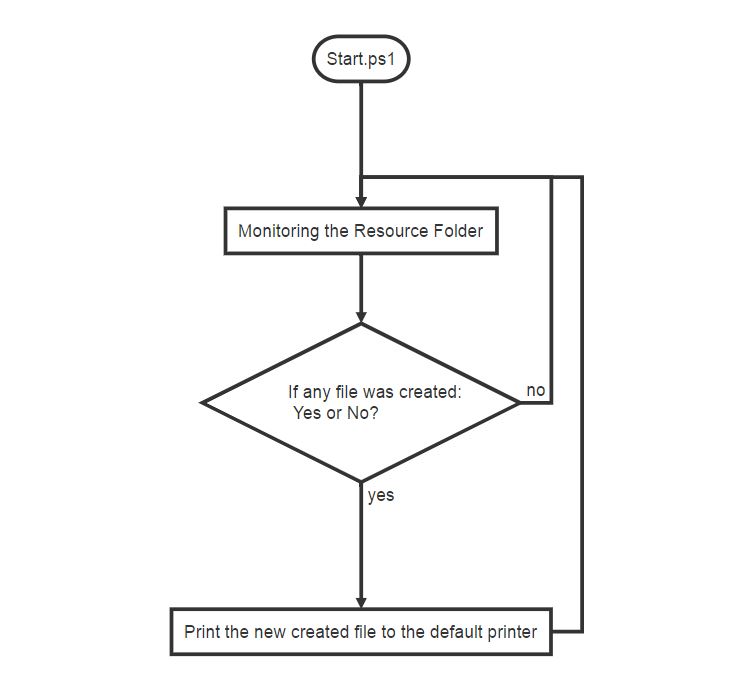 Start.ps1
Monitoring the Resource Folder
If any file was created:
Yes or No?
no
yes
Print the new created file to the default printer